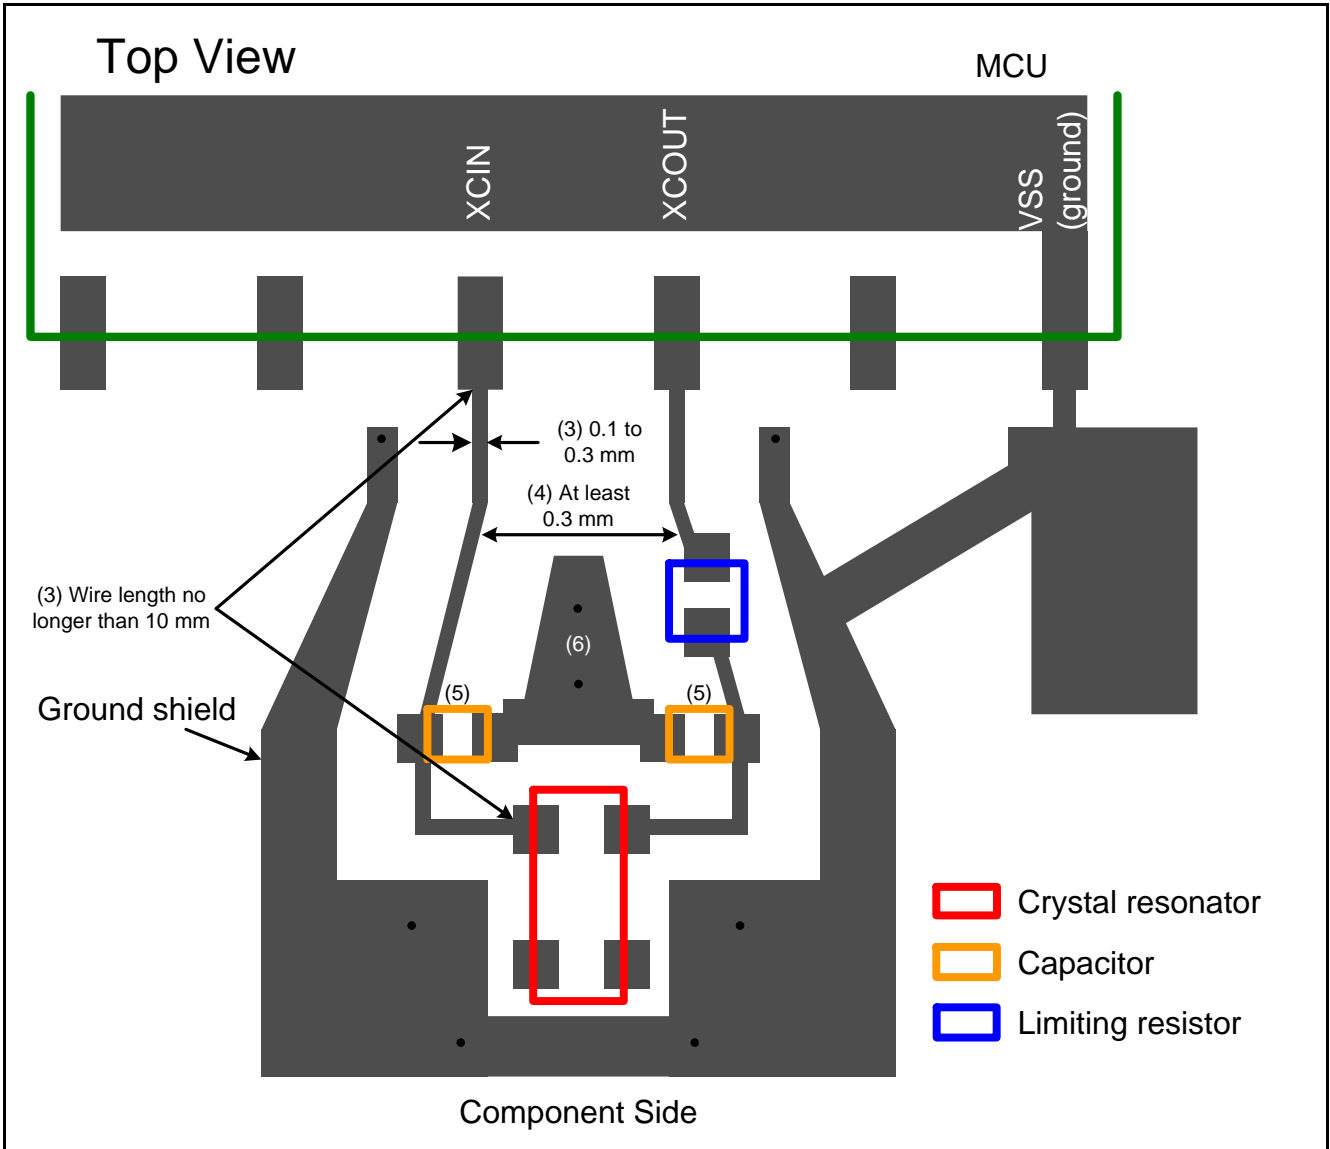 Top View
MCU
XCIN
XCOUT
VSS
(ground)
(3) 0.1 to
0.3 mm
(4) At least
0.3 mm
(3) Wire length no
longer than 10 mm
(6)
Ground shield
(5)
(5)
Crystal resonator
Capacitor
Limiting resistor
Component Side